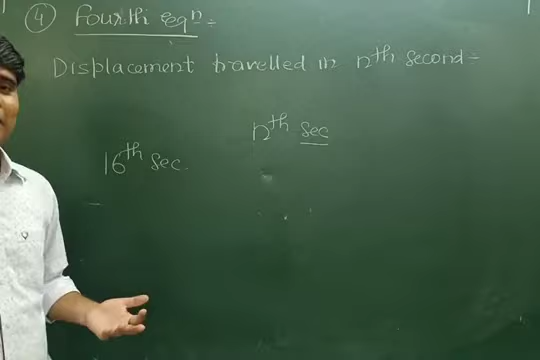 ④ Fourth eqⁿ :-
Displacement travelled in nth second :-
nth sec
16th sec.